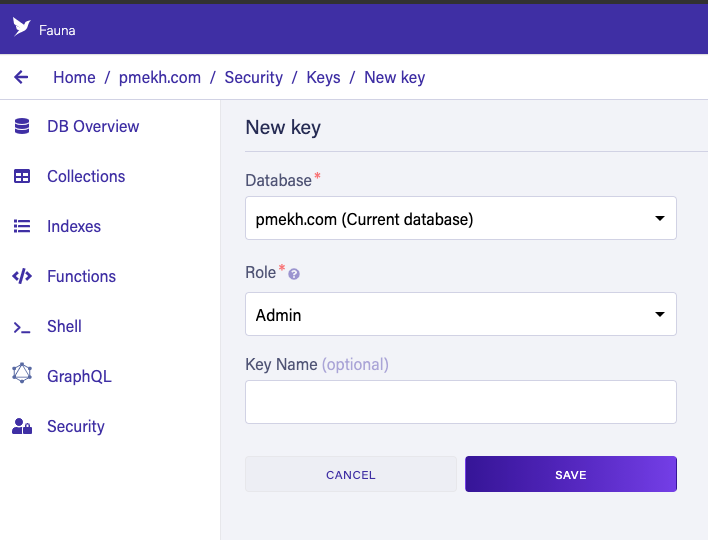 Fauna
Home / pmekh.com / Security / Keys / New key
DB Overview
Collections
Indexes
Functions
Shell
GraphQL
Security
New key
Database*
pmekh.com (Current database)
Role* ?
Admin
Key Name (optional)
CANCEL
SAVE